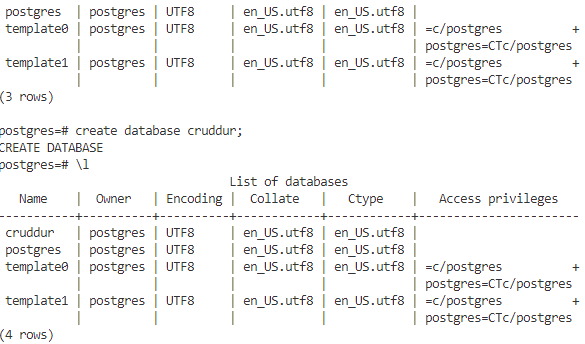 postgres  | postgres | UTF8     | en_US.utf8 | en_US.utf8 |
 template0 | postgres | UTF8     | en_US.utf8 | en_US.utf8 | =c/postgres          +
           |          |          |            |            | postgres=CTc/postgres
 template1 | postgres | UTF8     | en_US.utf8 | en_US.utf8 | =c/postgres          +
           |          |          |            |            | postgres=CTc/postgres
(3 rows)

postgres=# create database cruddur;
CREATE DATABASE
postgres=# \l
                              List of databases
   Name    |  Owner   | Encoding |  Collate   |   Ctype    |   Access privileges
-----------+----------+----------+------------+------------+-----------------------
 cruddur   | postgres | UTF8     | en_US.utf8 | en_US.utf8 |
 postgres  | postgres | UTF8     | en_US.utf8 | en_US.utf8 |
 template0 | postgres | UTF8     | en_US.utf8 | en_US.utf8 | =c/postgres          +
           |          |          |            |            | postgres=CTc/postgres
 template1 | postgres | UTF8     | en_US.utf8 | en_US.utf8 | =c/postgres          +
           |          |          |            |            | postgres=CTc/postgres
(4 rows)